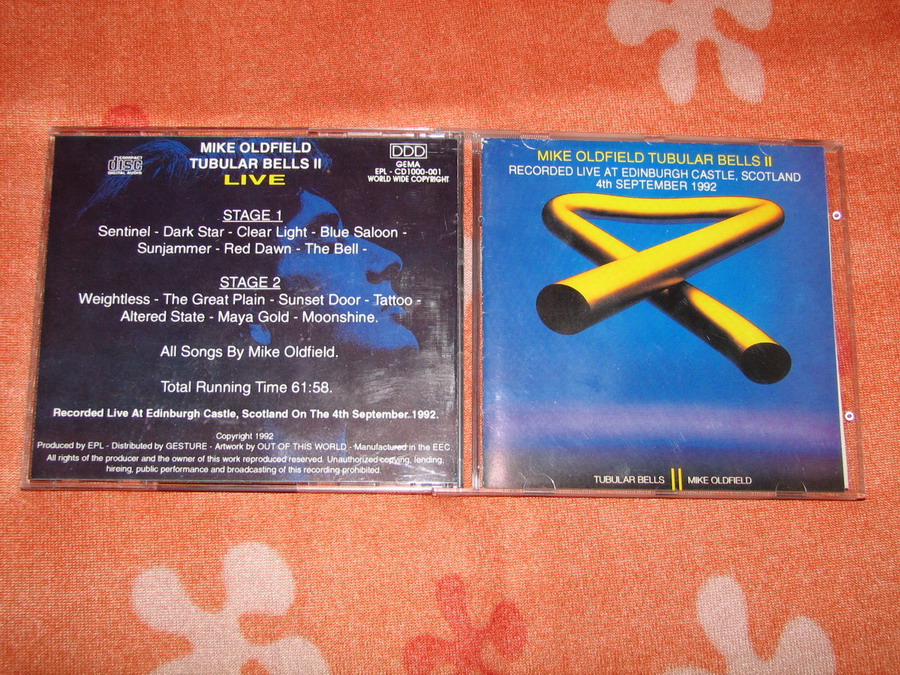 COMPACT
disc
DIGITAL AUDIO
MIKE OLDFIELD
TUBULAR BELLS II
LIVE
DDD
GEMA
EPL - CD1000-001
WORLD WIDE COPYRIGHT
STAGE 1
Sentinel - Dark Star - Clear Light - Blue Saloon -
Sunjammer - Red Dawn - The Bell -
STAGE 2
Weightless - The Great Plain - Sunset Door - Tattoo -
Altered State - Maya Gold - Moonshine.
All Songs By Mike Oldfield.
Total Running Time 61:58.
Recorded Live At Edinburgh Castle, Scotland On The 4th September.1992.
Copyright 1992
Produced by EPL - Distributed by GESTURE - Artwork by OUT OF THIS WORLD - Manufactured in the EEC
All rights of the producer and the owner of this work reproduced reserved. Unauthorized copying, lending,
hireing, public performance and broadcasting of this recording prohibited.
MIKE OLDFIELD TUBULAR BELLS II
RECORDED LIVE AT EDINBURGH CASTLE, SCOTLAND
4th SEPTEMBER 1992
TUBULAR BELLS II MIKE OLDFIELD